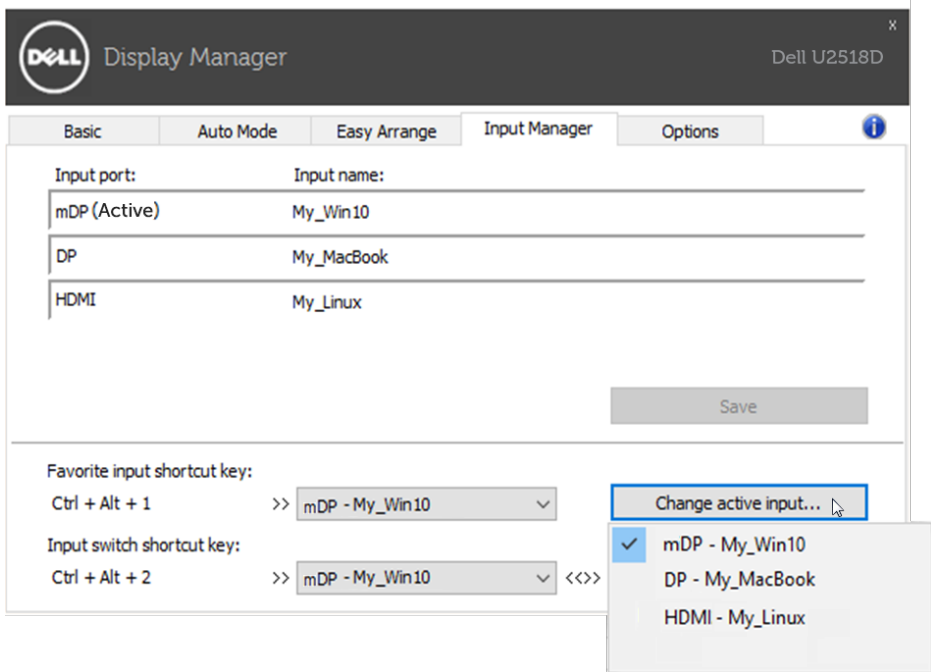 DELL Display Manager
x
Dell U2518D
Basic Auto Mode Easy Arrange Input Manager Options i
Input port: Input name:
mDP (Active) My_Win10
DP My_MacBook
HDMI My_Linux
Save
Favorite input shortcut key:
Ctrl + Alt + 1 >> mDP - My_Win10 Change active input...
Input switch shortcut key:
Ctrl + Alt + 2 >> mDP - My_Win10 <<>>
mDP - My_Win10
DP - My_MacBook
HDMI - My_Linux